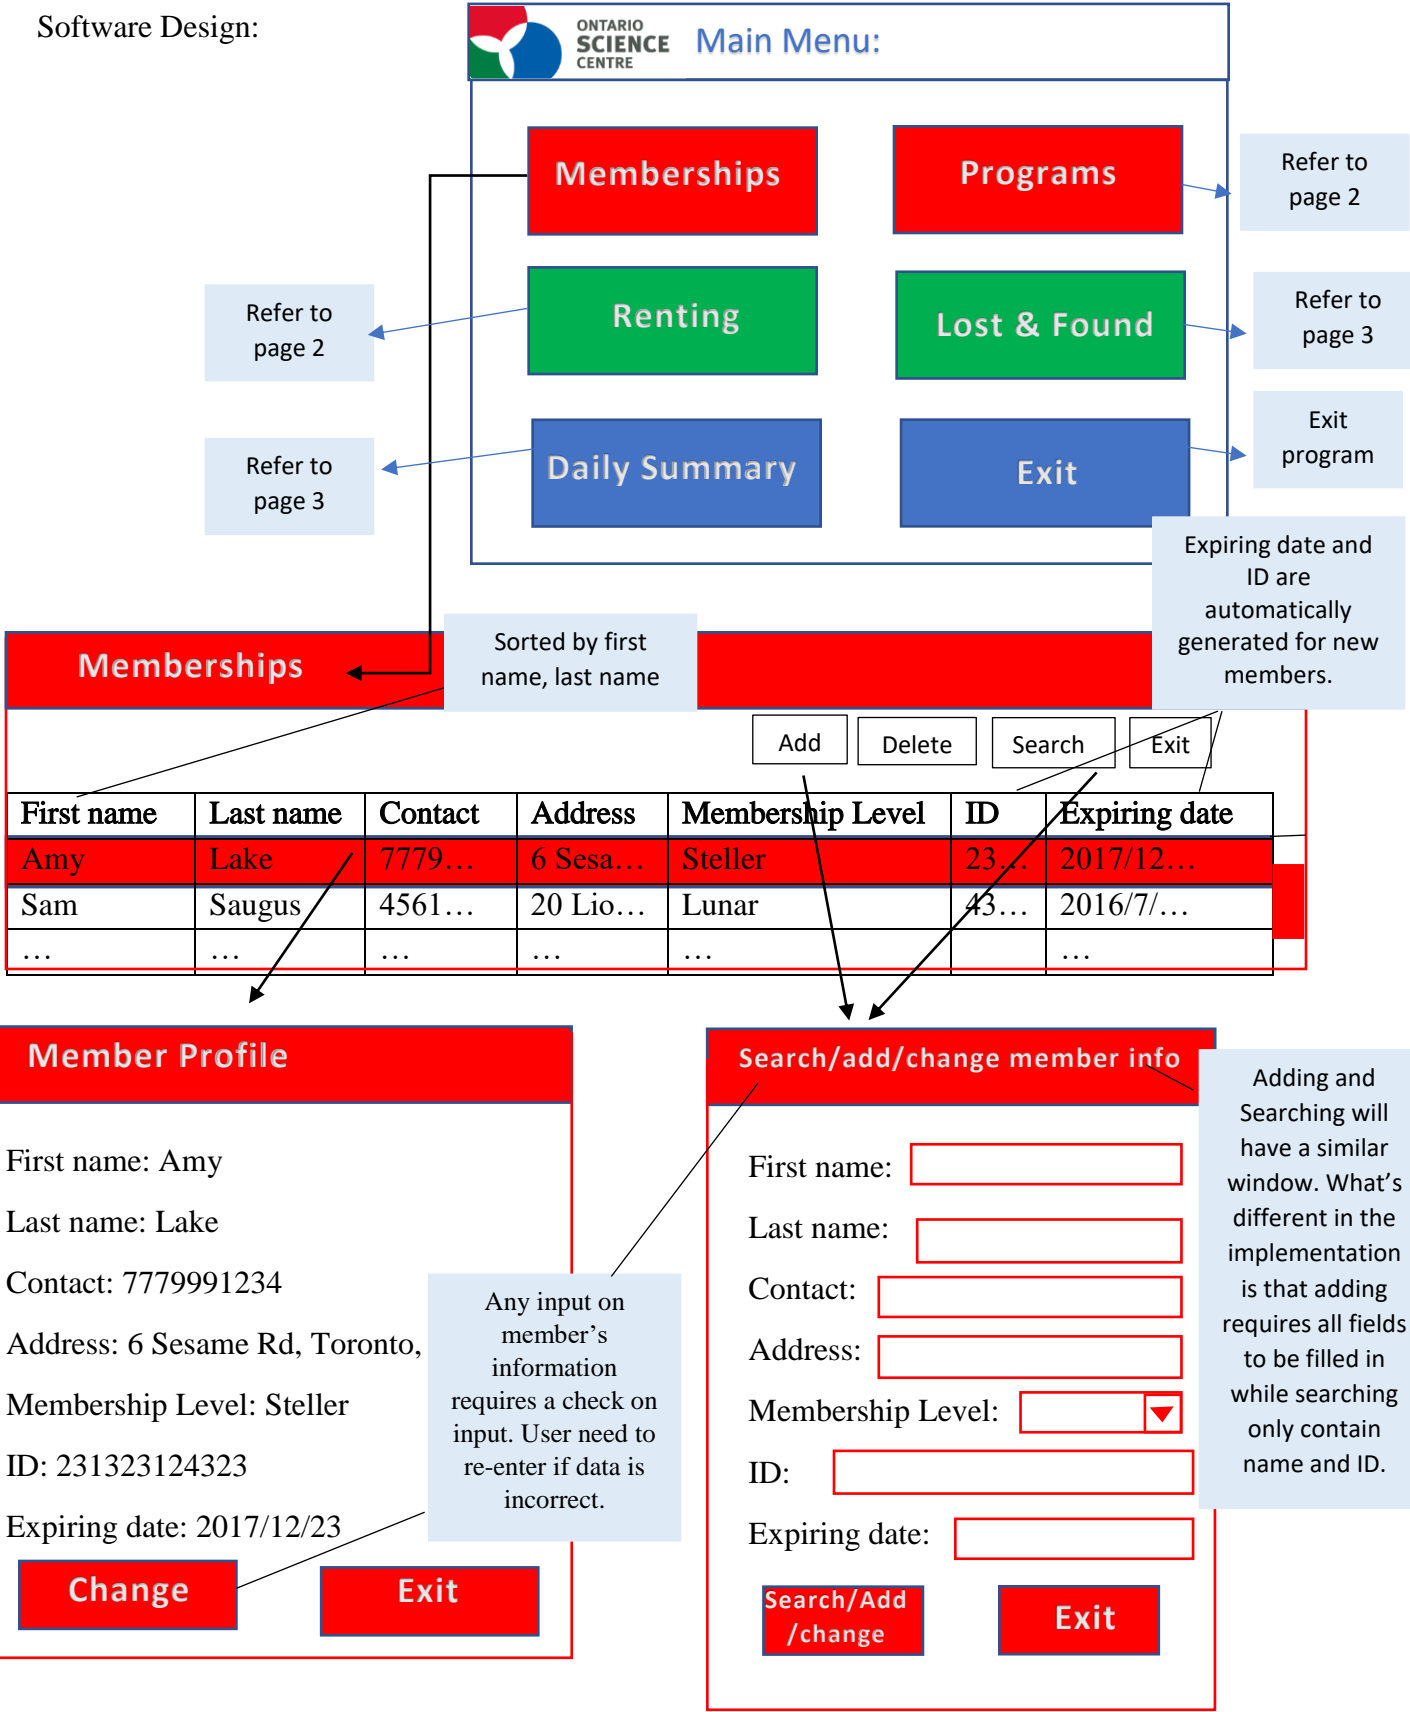 Software Design:
ONTARIO
SCIENCE
CENTRE
Main Menu:
Memberships
Programs
Refer to
page 2
Renting
Lost & Found
Refer to
page 2
Refer to
page 3
Daily Summary
Exit
Refer to
page 3
Exit
program
Expiring date and
ID are
automatically
generated for new
members.
Memberships
Sorted by first
name, last name
Add Delete Search Exit
First name Last name Contact Address Membership Level ID Expiring date
Amy Lake 7779… 6 Sesa… Steller 23… 2017/12…
Sam Saugus 4561… 20 Lio… Lunar 43… 2016/7/…
… … … … … …
Member Profile
First name: Amy
Last name: Lake
Contact: 7779991234
Address: 6 Sesame Rd, Toronto,
Membership Level: Steller
ID: 231323124323
Expiring date: 2017/12/23
Change Exit
Any input on
member’s
information
requires a check on
input. User need to
re-enter if data is
incorrect.
Search/add/change member info
First name:
Last name:
Contact:
Address:
Membership Level:
ID:
Expiring date:
Search/Add
/change
Exit
Adding and
Searching will
have a similar
window. What’s
different in the
implementation
is that adding
requires all fields
to be filled in
while searching
only contain
name and ID.